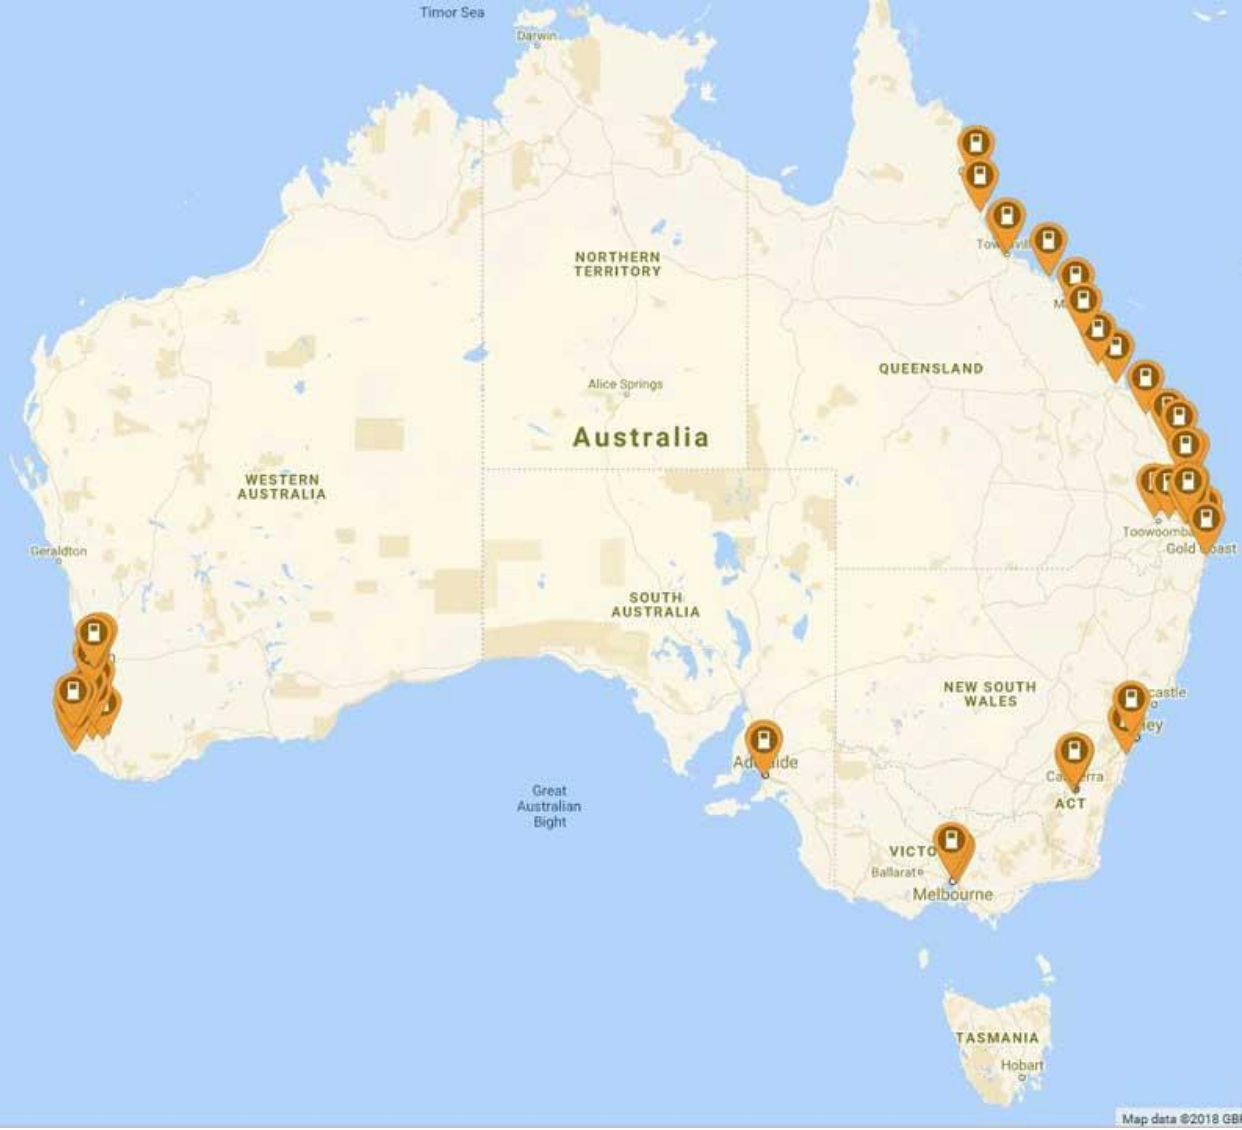 Timor Sea
Darwin
NORTHERN
TERRITORY
QUEENSLAND
Alice Springs
Australia
WESTERN
AUSTRALIA
Geraldton
Gold
SOUTH
AUSTRALIA
NEW SOUTH
WALES
ACT
Great
Australian
Bight
Ballarat
Melbourne
TASMANIA
Hobart
Map data ©2018